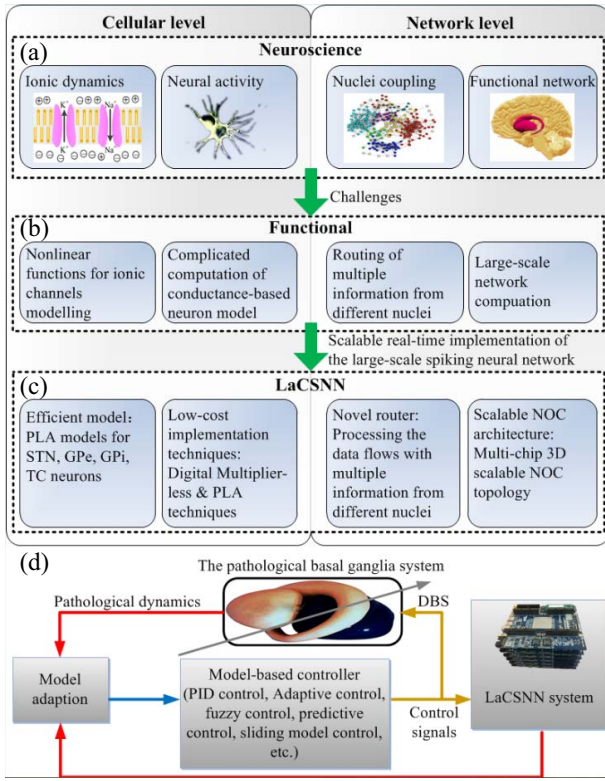 Cellular level
Network level
(a)
Neuroscience
Ionic dynamics
K+
Na+
K+
Na+
Neural activity
Nuclei coupling
Functional network
Challenges
(b)
Functional
Nonlinear
functions for ionic
channels
modelling
Complicated
computation of
conductance-based
neuron model
Routing of
multiple
information from
different nuclei
Large-scale
network
compuation
Scalable real-time implementation of
the large-scale spiking neural network
(c)
LaCSNN
Efficient model:
PLA models for
STN, GPe, GPi,
TC neurons
Low-cost
implementation
techniques:
Digital Multiplier-
less & PLA
techniques
Novel router:
Processing the
data flows with
multiple
information from
different nuclei
Scalable NOC
architecture:
Multi-chip 3D
scalable NOC
topology
(d)
The pathological basal ganglia system
Pathological dynamics
DBS
Model
adaption
Model-based controller
(PID control, Adaptive control,
fuzzy control, predictive
control, sliding model control,
etc.)
Control
signals
LaCSNN system